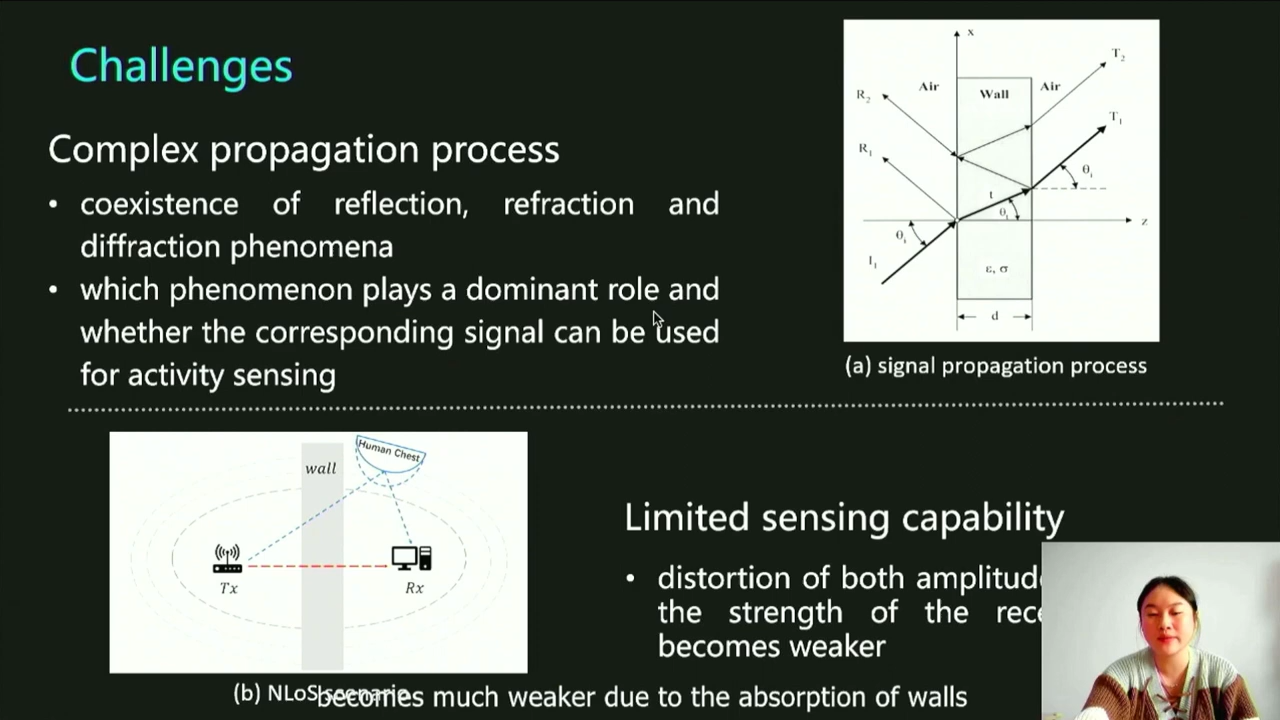 Challenges
Complex propagation process
• coexistence of reflection, refraction and
diffraction phenomena
• which phenomenon plays a dominant role and
whether the corresponding signal can be used
for activity sensing
x
T2
R2
Air
Wall
Air
T1
R1
θi
t
θt
z
θi
I1
ε, σ
d
(a) signal propagation process
Human Chest
wall
Tx
Rx
(b) NLoS scenario
Limited sensing capability
• distortion of both amplitude
the strength of the
becomes weaker
becomes much weaker due to the absorption of walls